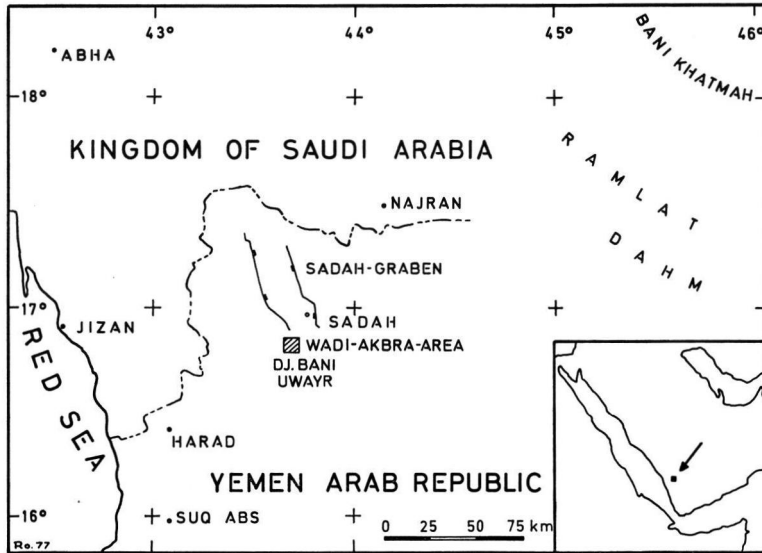 43°
44°
45°
46°
ABHA
BANI KHATMAH
18°
KINGDOM OF SAUDI ARABIA
RAMLAT
DAHM
NAJRAN
SADAH-GRABEN
17°
JIZAN
SADAH
WADI-AKBRA-AREA
DJ. BANI
UWAYR
RED SEA
HARAD
YEMEN ARAB REPUBLIC
16°
SUQ ABS
0 25 50 75 km
Ro.77